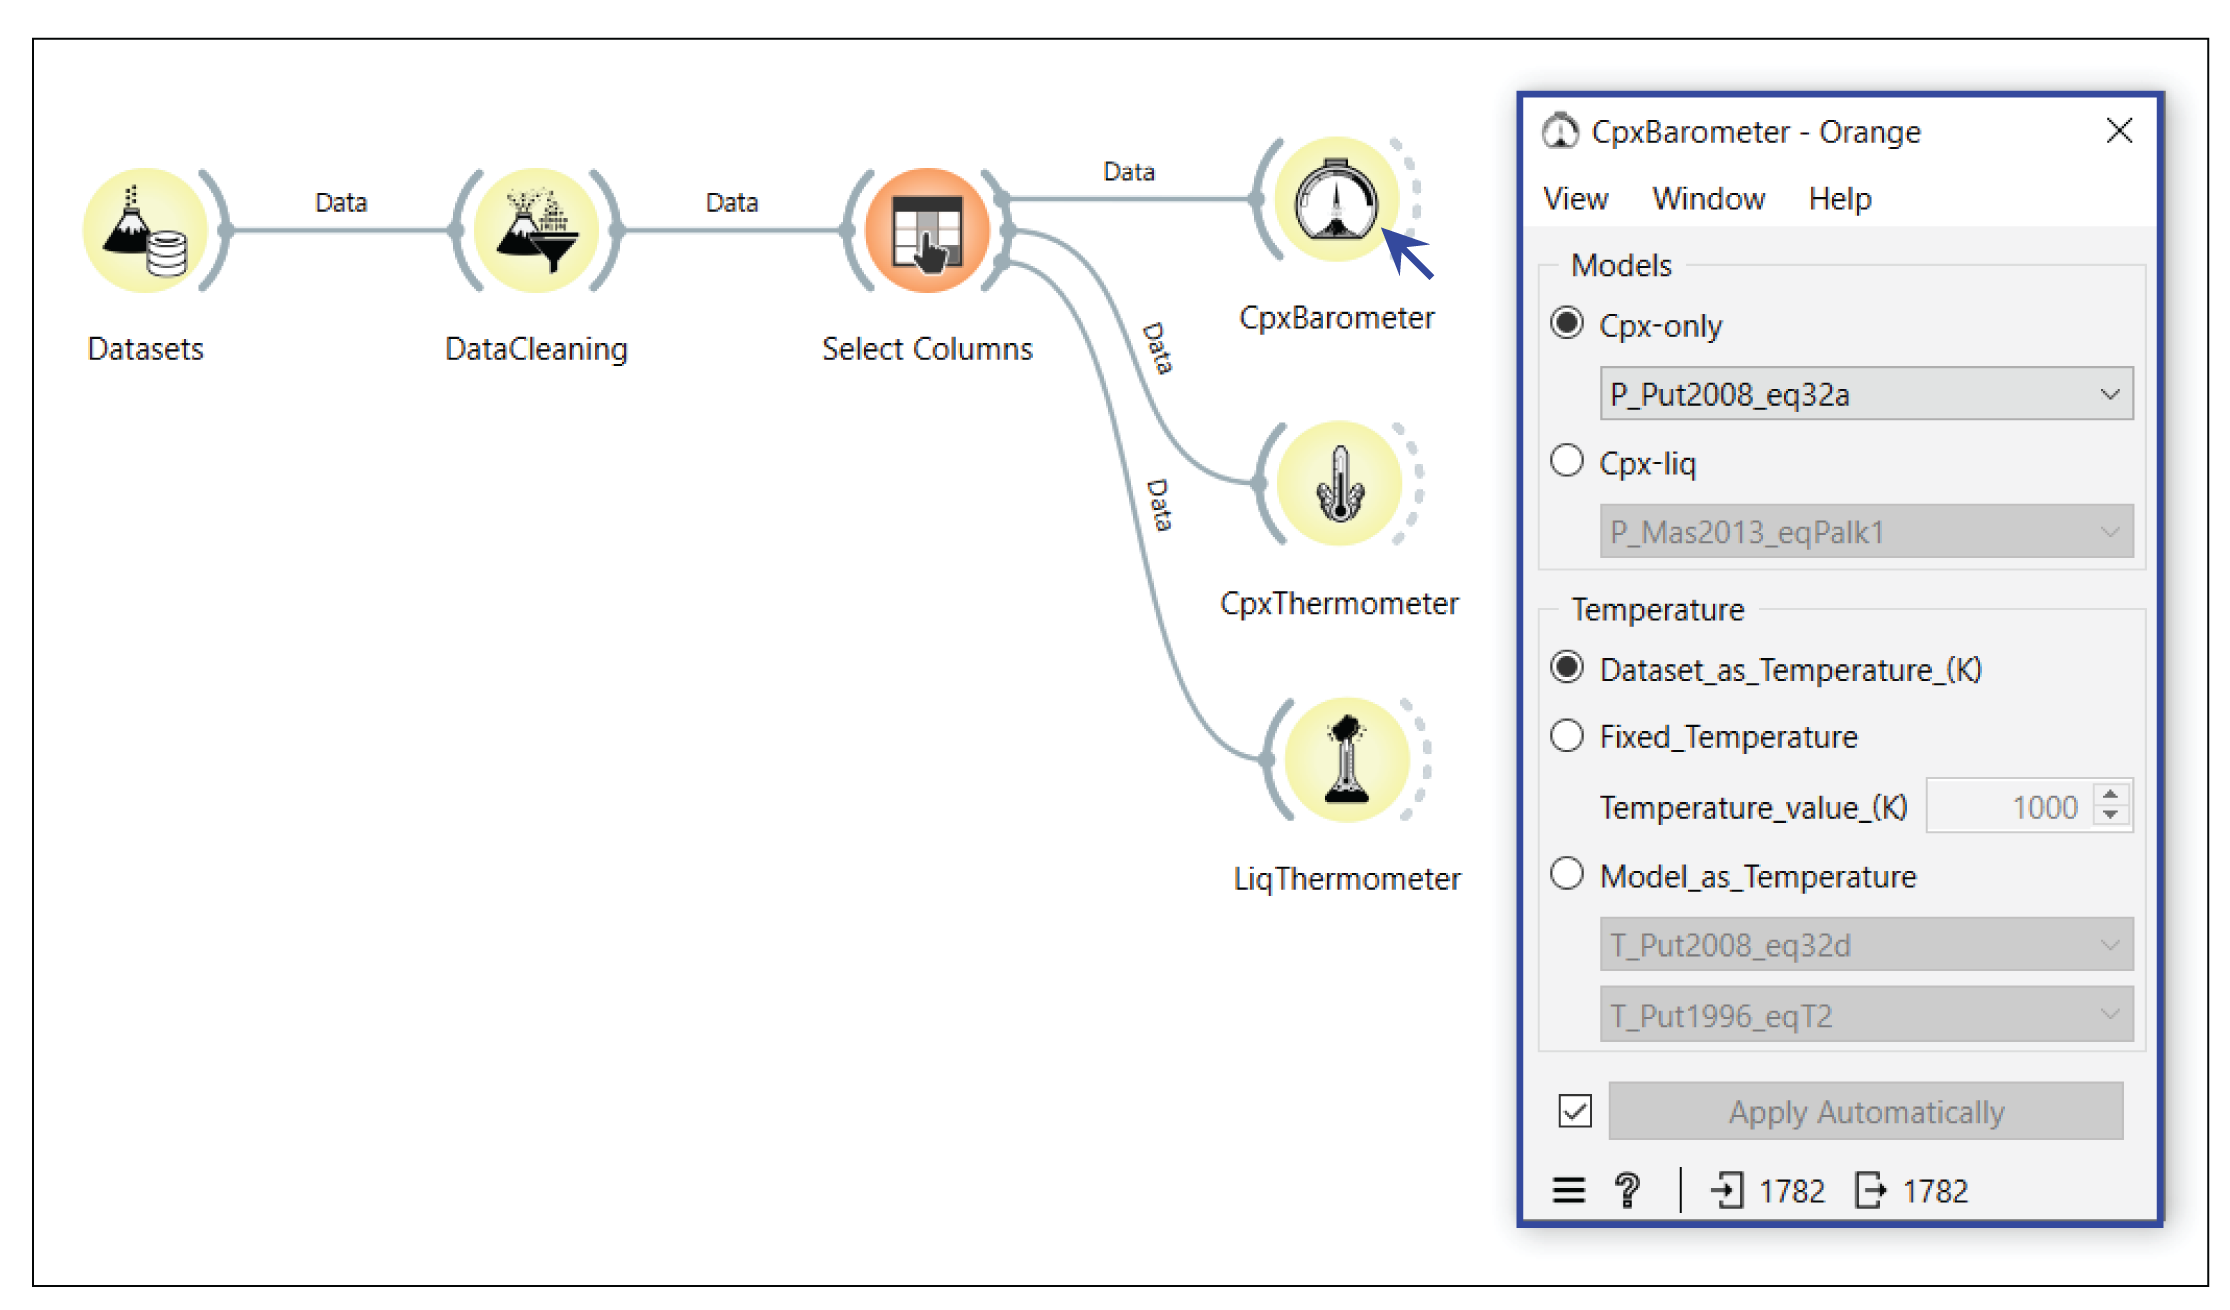 Data
Data
Data
Data
Data
Datasets
DataCleaning
Select Columns
CpxBarometer
CpxThermometer
LiqThermometer
CpxBarometer - Orange
View Window Help
Models
Cpx-only
P_Put2008_eq32a
Cpx-liq
P_Mas2013_eqPalk1
Temperature
Dataset_as_Temperature_(K)
Fixed_Temperature
Temperature_value_(K) 1000
Model_as_Temperature
T_Put2008_eq32d
T_Put1996_eqT2
Apply Automatically
1782 1782